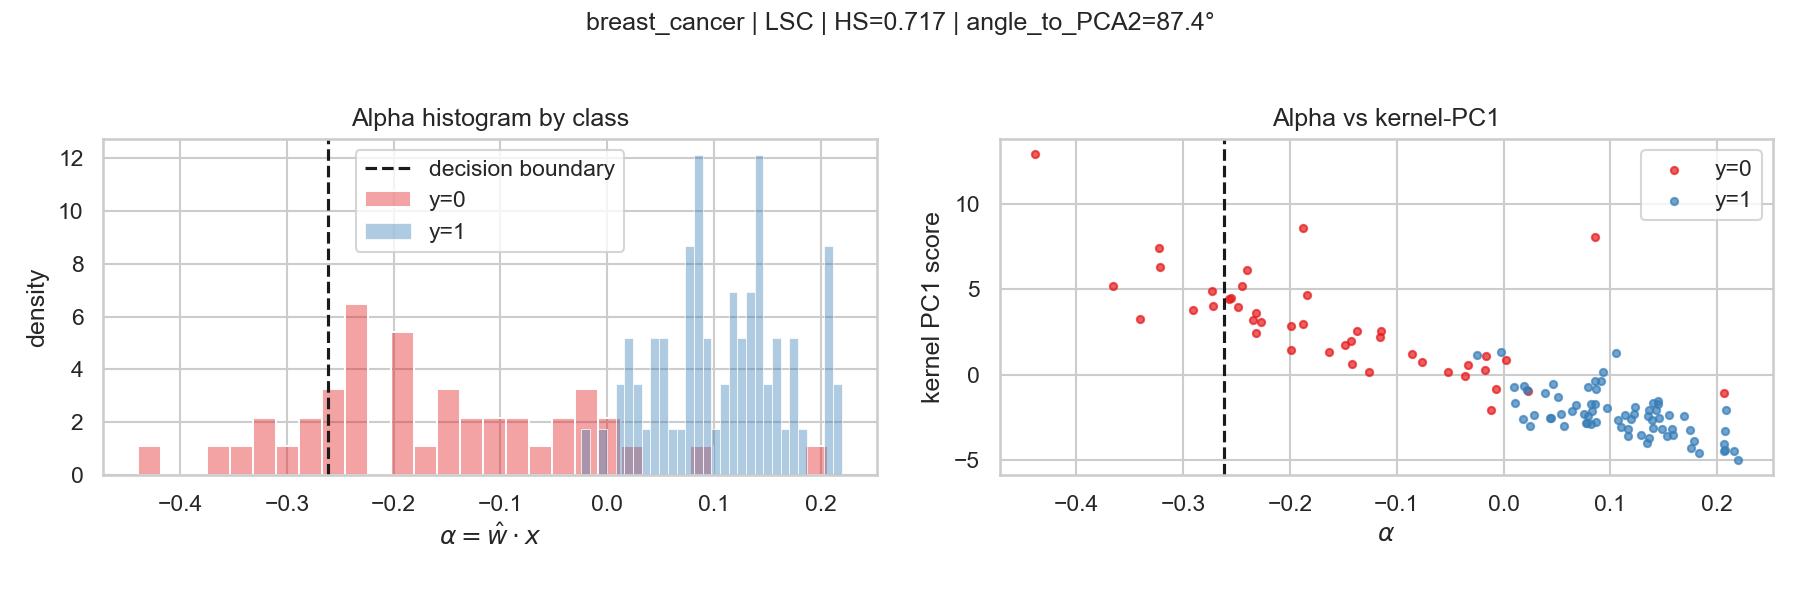 breast_cancer | LSC | HS=0.717 | angle_to_PCA2=87.4°
Alpha histogram by class
density
12
10
8
6
4
2
0
decision boundary
y=0
y=1
−0.4
−0.3
−0.2
−0.1
0.0
0.1
0.2
α = ŵ · x
Alpha vs kernel-PC1
kernel PC1 score
10
5
0
−5
y=0
y=1
−0.4
−0.3
−0.2
−0.1
0.0
0.1
0.2
α